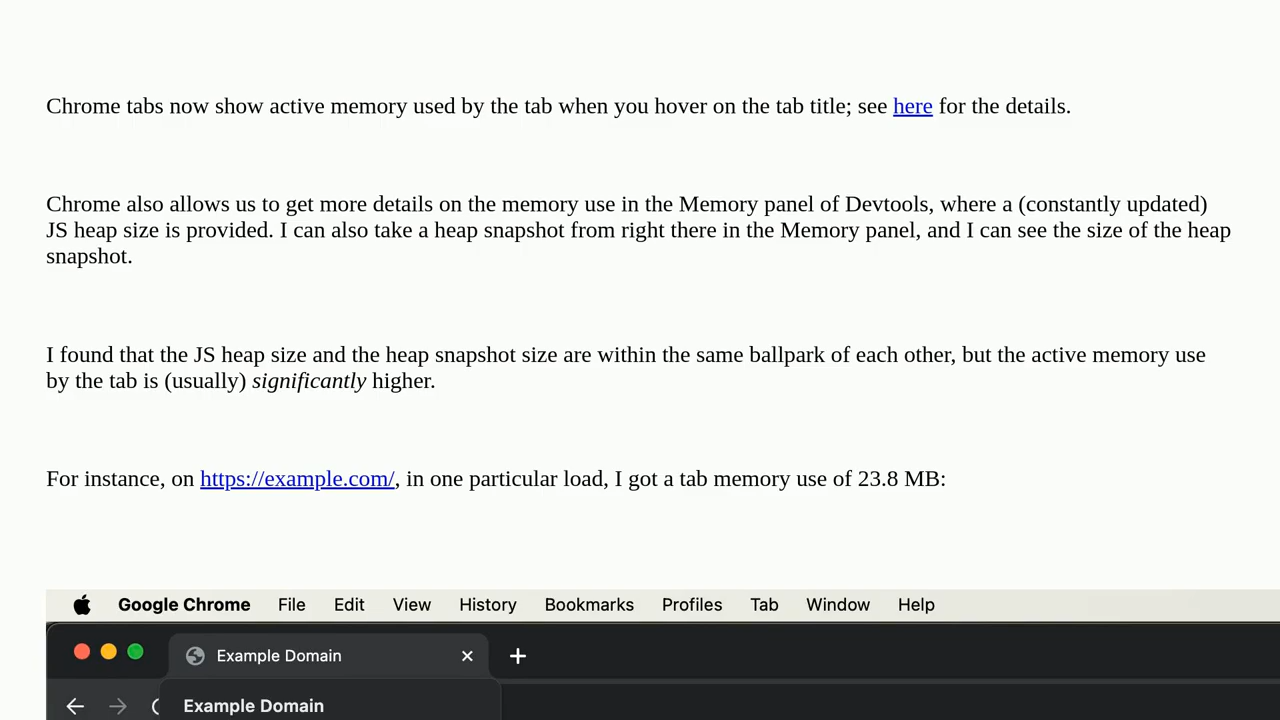 Chrome tabs now show active memory used by the tab when you hover on the tab title; see here for the details.
Chrome also allows us to get more details on the memory use in the Memory panel of Devtools, where a (constantly updated)
JS heap size is provided. I can also take a heap snapshot from right there in the Memory panel, and I can see the size of the heap
snapshot.
I found that the JS heap size and the heap snapshot size are within the same ballpark of each other, but the active memory use
by the tab is (usually) significantly higher.
For instance, on https://example.com/, in one particular load, I got a tab memory use of 23.8 MB:
Google Chrome File Edit View History Bookmarks Profiles Tab Window Help
Example Domain
Example Domain